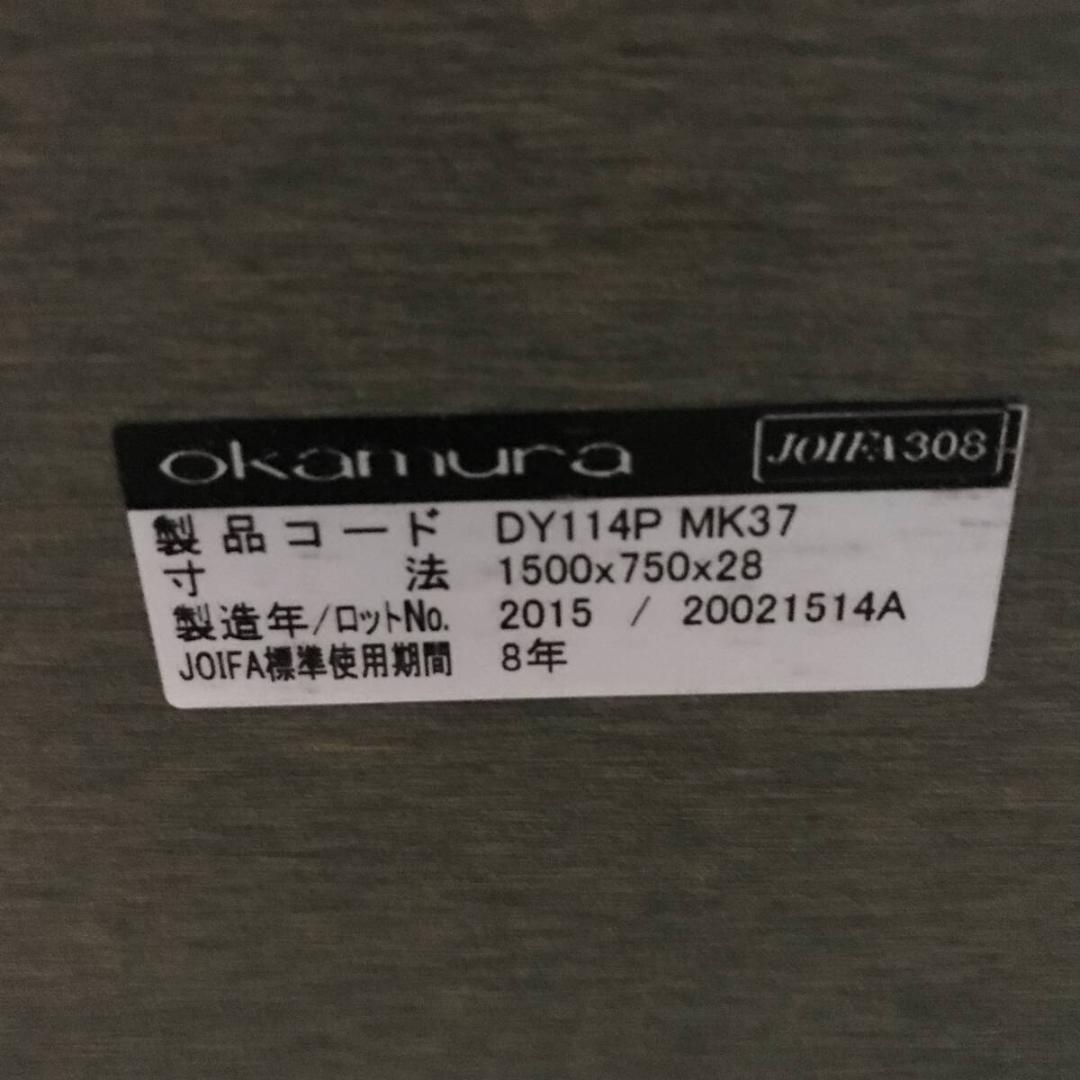 okamura JOIFA308
製品コード DY114P MK37
寸法 1500x750x28
製造年/ロットNo. 2015 / 20021514A
JOIFA標準使用期間 8年